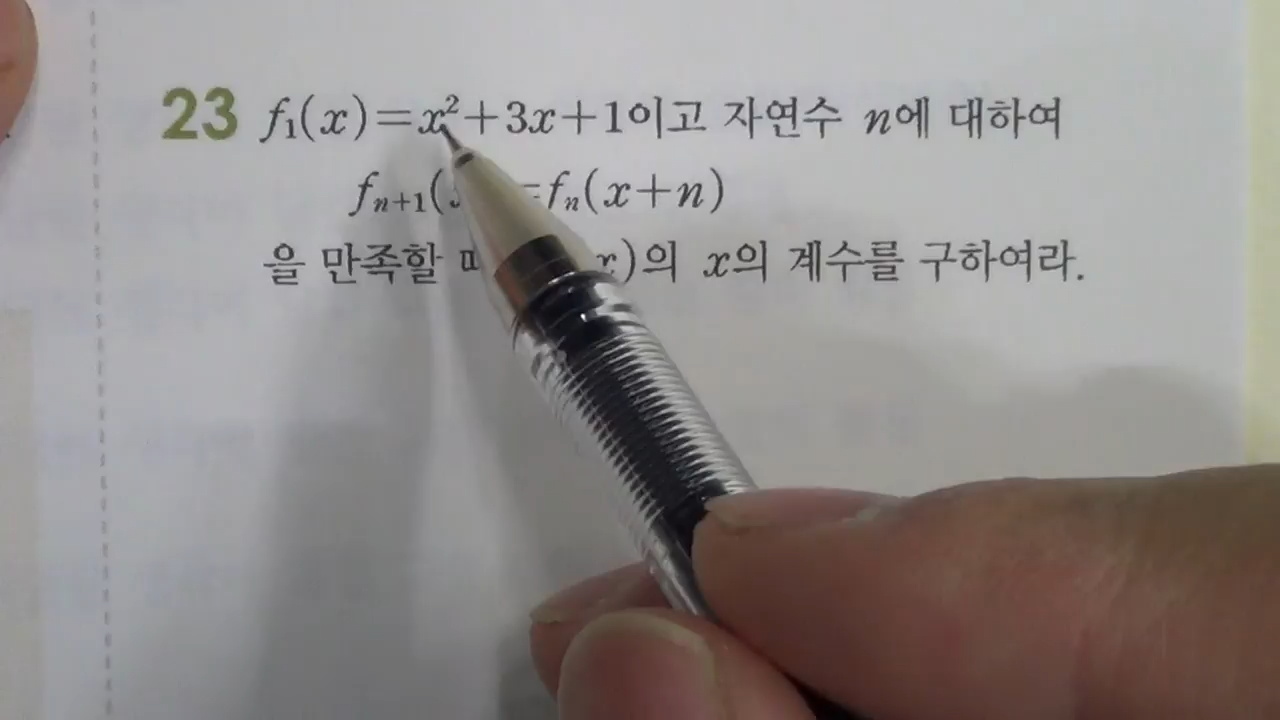 23 f₁(x)=x²+3x+1이고 자연수 n에 대하여
fₙ₊₁( =fₙ(x+n)
을 만족할 x)의 x의 계수를 구하여라.